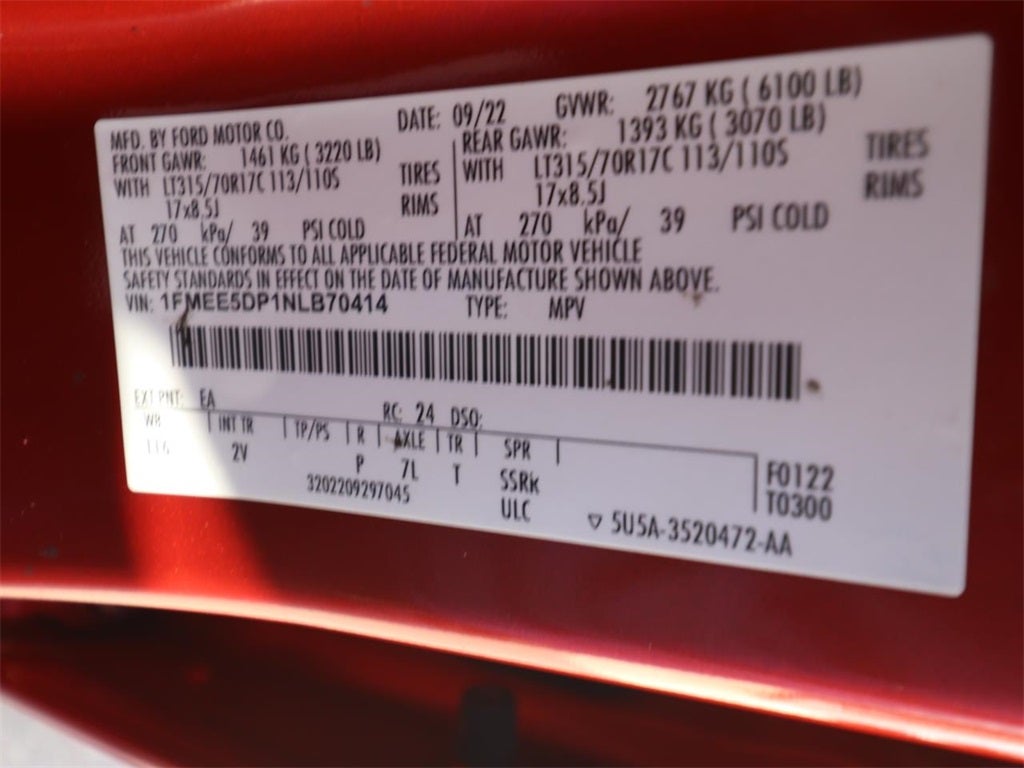 MFD. BY FORD MOTOR CO. DATE: 09/22 GVWR: 2767 KG ( 6100 LB)
FRONT GAWR: 1461 KG ( 3220 LB) REAR GAWR: 1393 KG ( 3070 LB)
WITH LT315/70R17C 113/110S TIRES WITH LT315/70R17C 113/110S TIRES
17x8.5J RIMS 17x8.5J RIMS
AT 270 kPa/ 39 PSI COLD AT 270 kPa/ 39 PSI COLD
THIS VEHICLE CONFORMS TO ALL APPLICABLE FEDERAL MOTOR VEHICLE
SAFETY STANDARDS IN EFFECT ON THE DATE OF MANUFACTURE SHOWN ABOVE.
VIN: 1FMEE5DP1NLB70414 TYPE: MPV
EXT PNT: EA RC: 24 DSO:
WB INT TR TP/PS R AXLE TR SPR
116 2V P 7L T SSRk F0122
3202209297045 ULC T0300
▽ 5U5A-3520472-AA